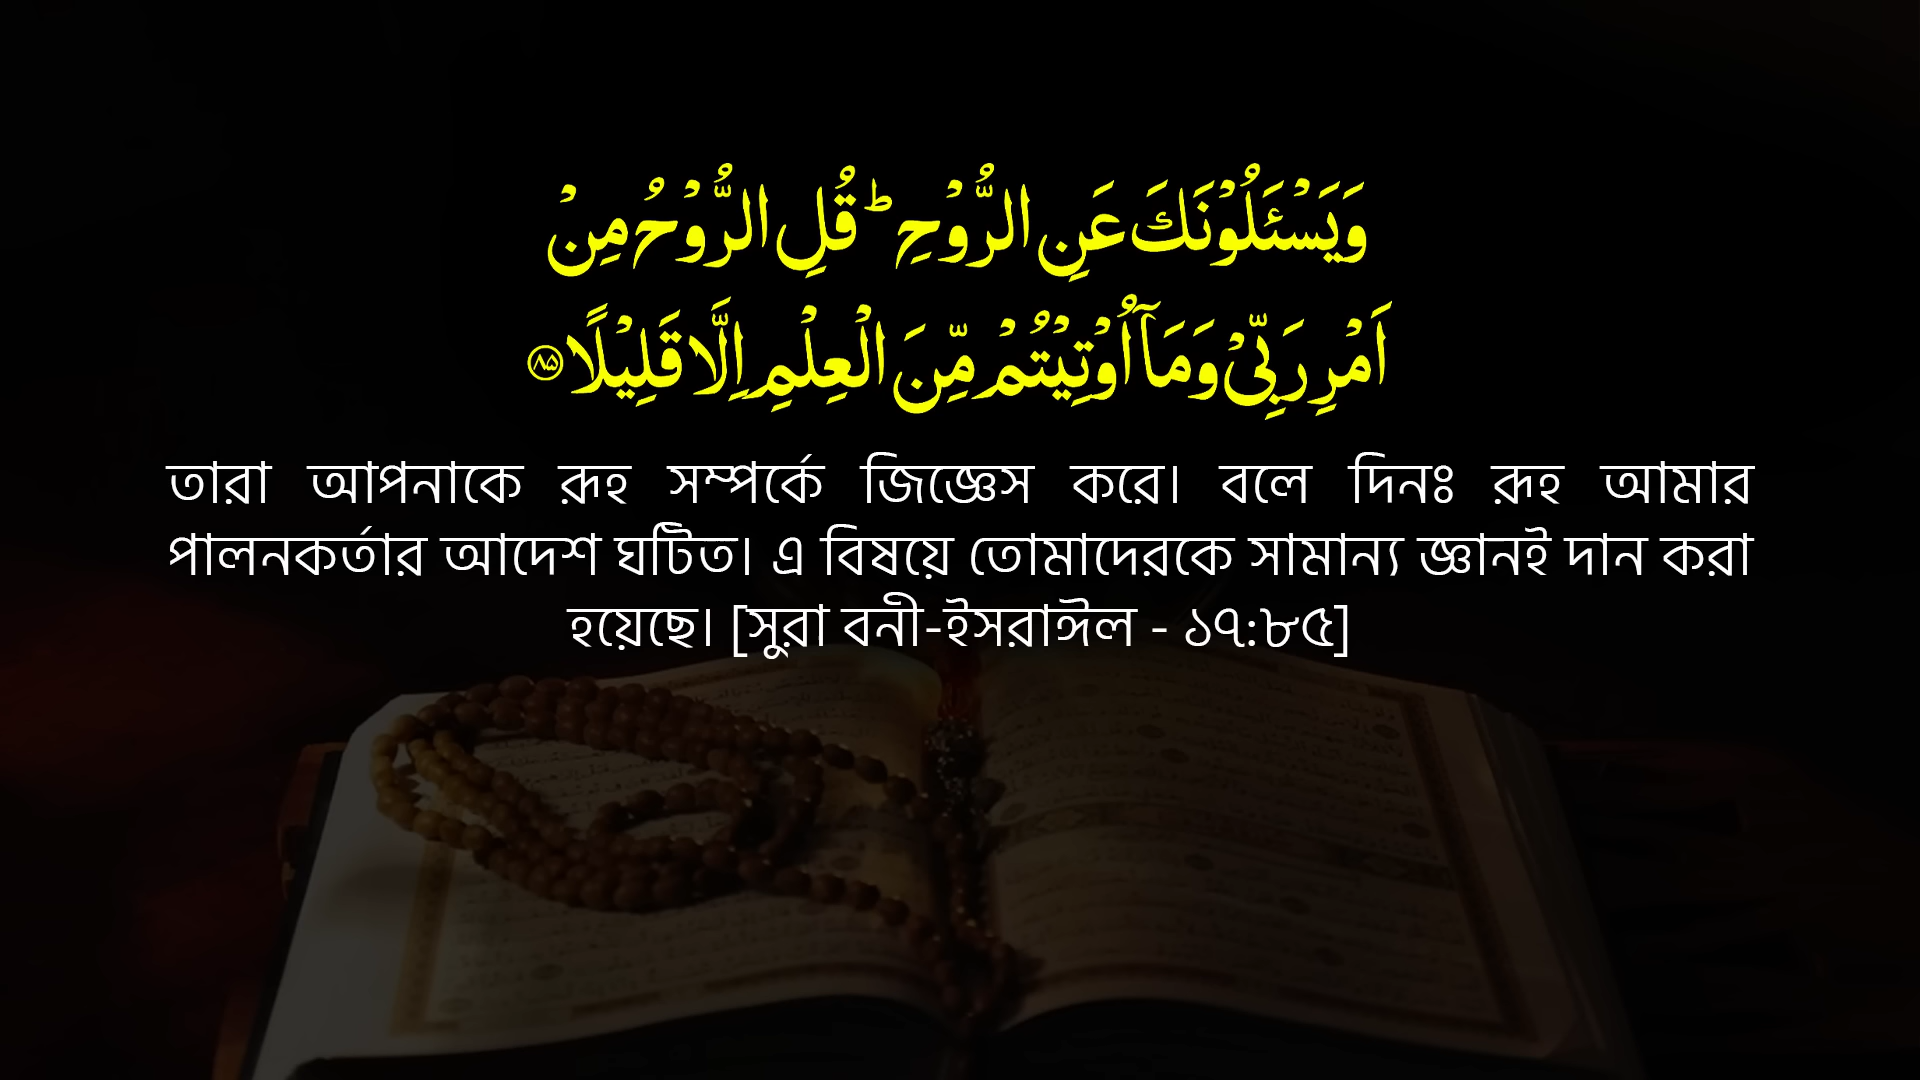 وَيَسْـَٔلُوْنَكَ عَنِ الرُّوْحِ ؕ قُلِ الرُّوْحُ مِنْ
اَمْرِ رَبِّىْ وَمَاۤ اُوْتِيْتُمْ مِّنَ الْعِلْمِ اِلَّا قَلِيْلًا ۸۵
তারা আপনাকে রূহ সম্পর্কে জিজ্ঞেস করে। বলে দিনঃ রূহ আমার
পালনকর্তার আদেশ ঘটিত। এ বিষয়ে তোমাদেরকে সামান্য জ্ঞানই দান করা
হয়েছে। [সুরা বনী-ইসরাঈল - ১৭:৮৫]